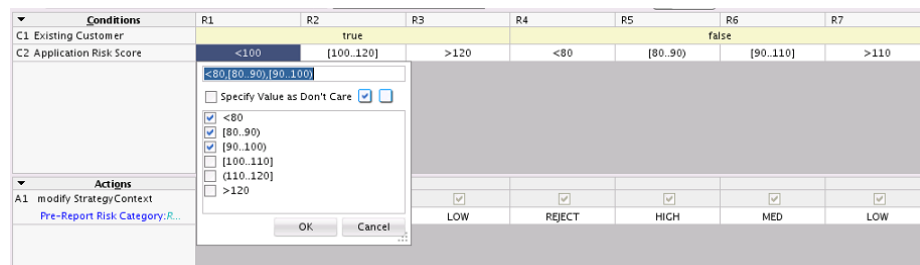 Conditions R1 R2 R3 R4 R5 R6 R7
C1 Existing Customer true false
C2 Application Risk Score <100 [100..120] >120 <80 [80..90) [90..110] >110
<80,[80..90),[90..100)
Specify Value as Don't Care
<80
[80..90)
[90..100)
[100..110]
(110..120]
>120
OK Cancel
Actions
A1 modify StrategyContext
Pre-Report Risk Category:R... LOW REJECT HIGH MED LOW